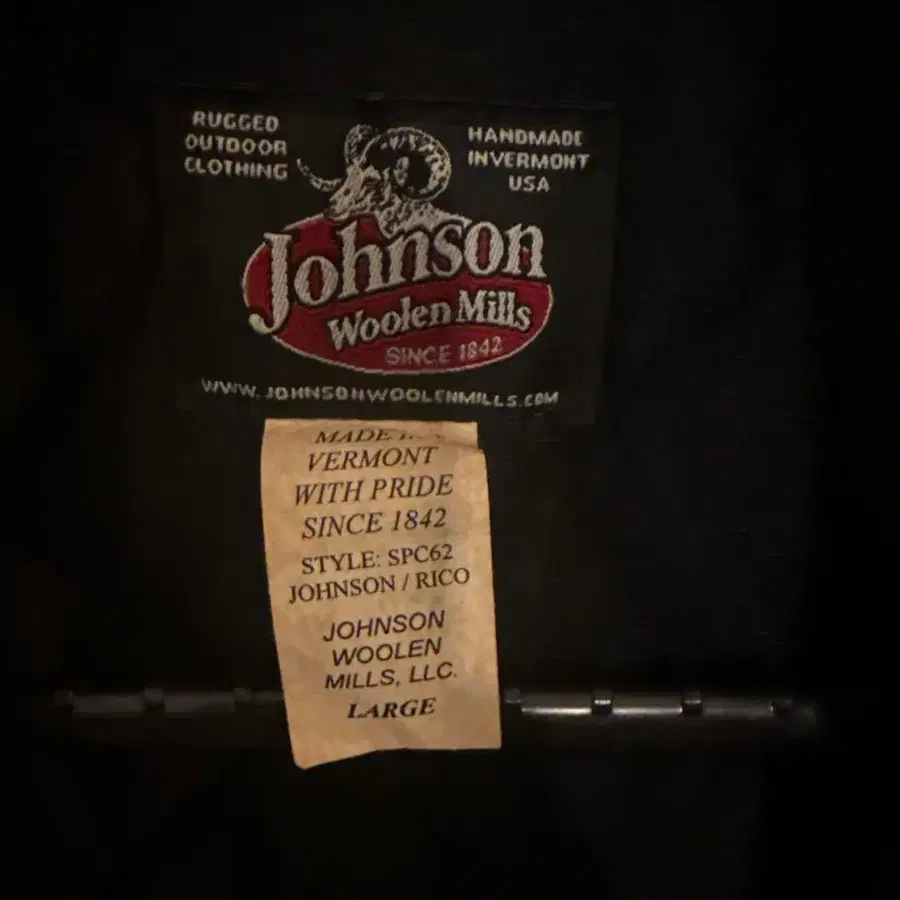 RUGGED
OUTDOOR
CLOTHING
HANDMADE
IN VERMONT
USA
Johnson
Woolen Mills
SINCE 1842
WWW.JOHNSONWOOLENMILLS.COM
MADE
VERMONT
WITH PRIDE
SINCE 1842
STYLE: SPC62
JOHNSON / RICO
JOHNSON
WOOLEN
MILLS, LLC.
LARGE